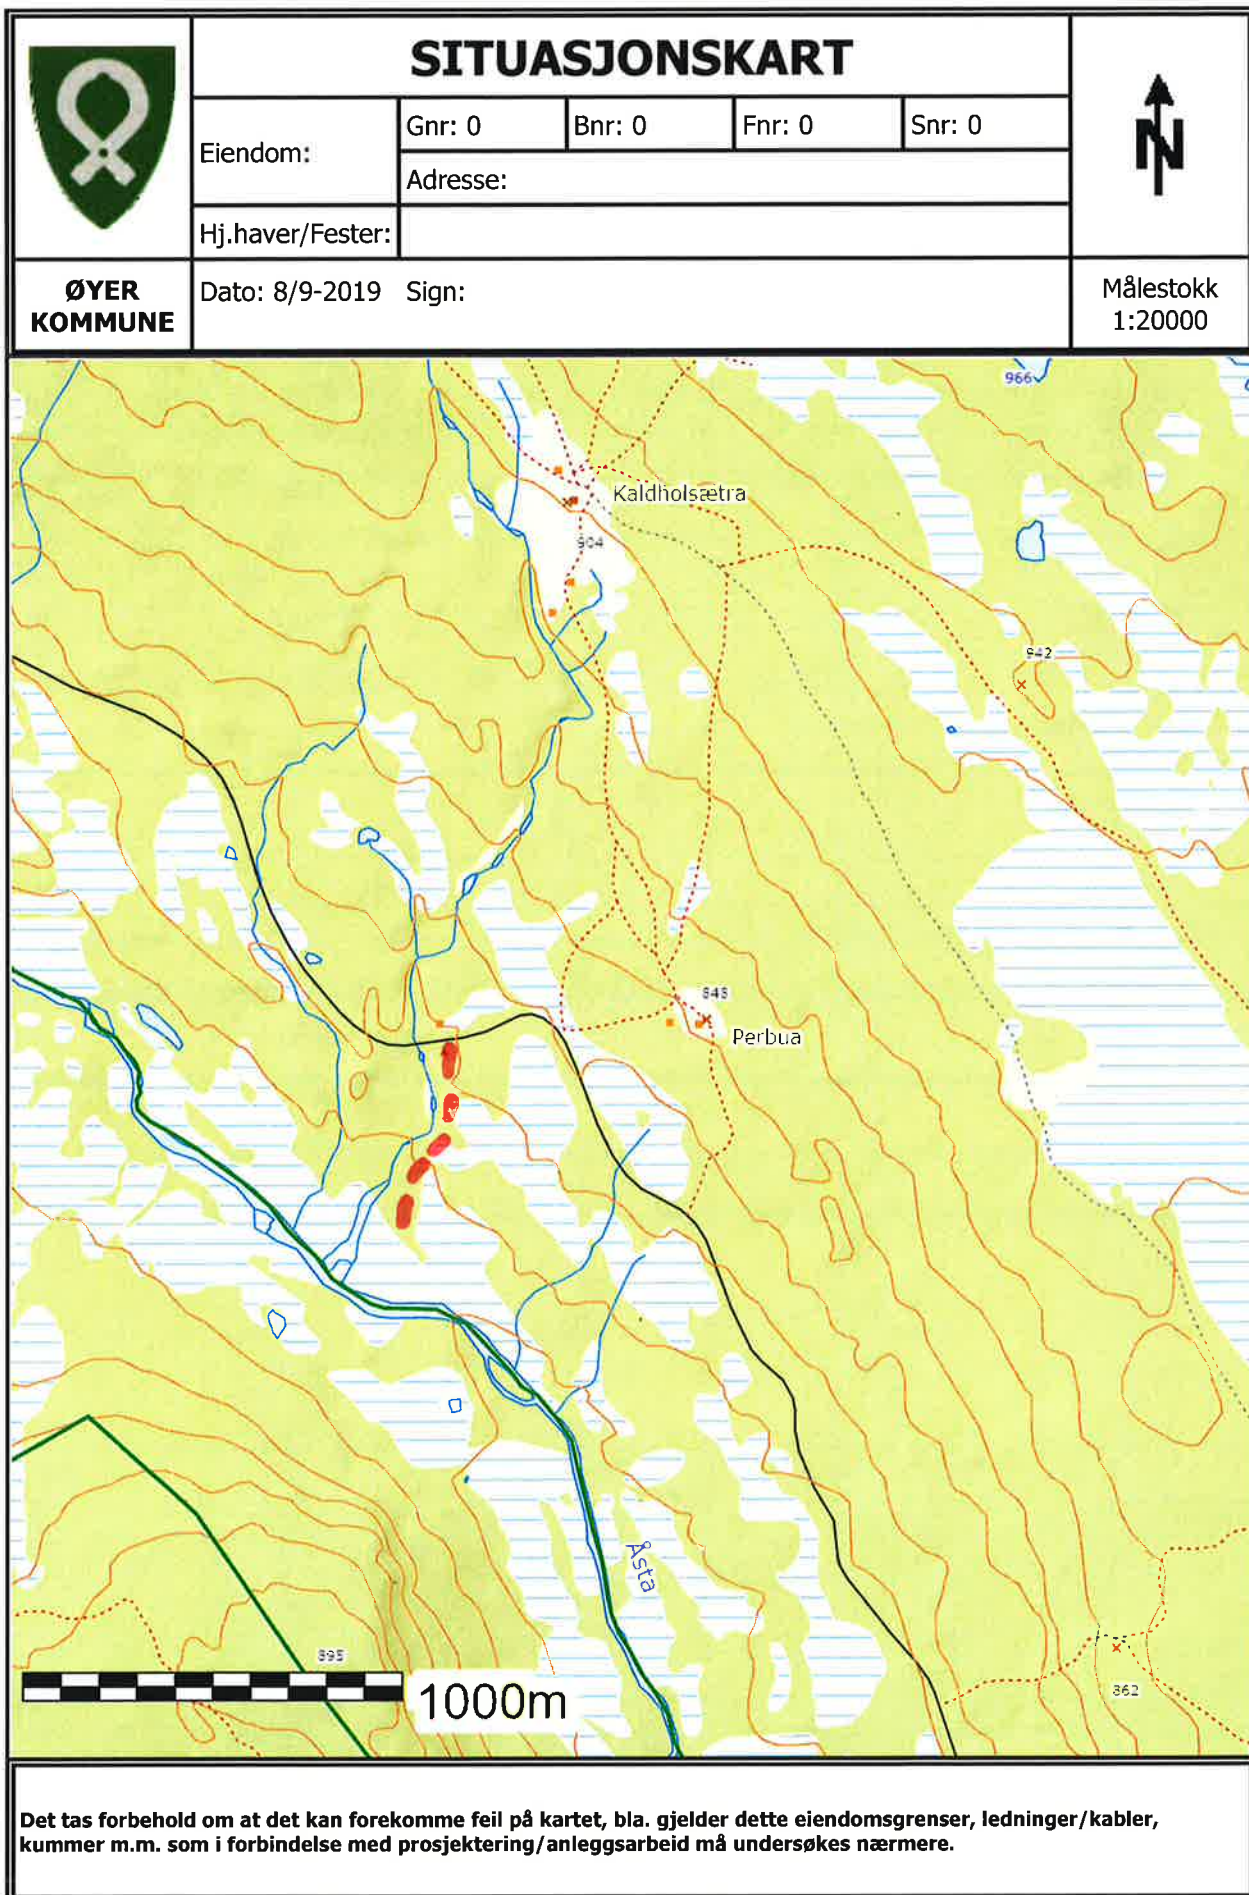 SITUASJONSKART
Eiendom:
Gnr: 0
Bnr: 0
Fnr: 0
Snr: 0
Adresse:
Hj.haver/Fester:
N
ØYER
KOMMUNE
Dato: 8/9-2019 Sign:
Målestokk
1:20000
966
Kaldholsætra
904
942
848
Perbua
Åsta
895
1000m
862
Det tas forbehold om at det kan forekomme feil på kartet, bla. gjelder dette eiendomsgrenser, ledninger/kabler,
kummer m.m. som i forbindelse med prosjektering/anleggsarbeid må undersøkes nærmere.